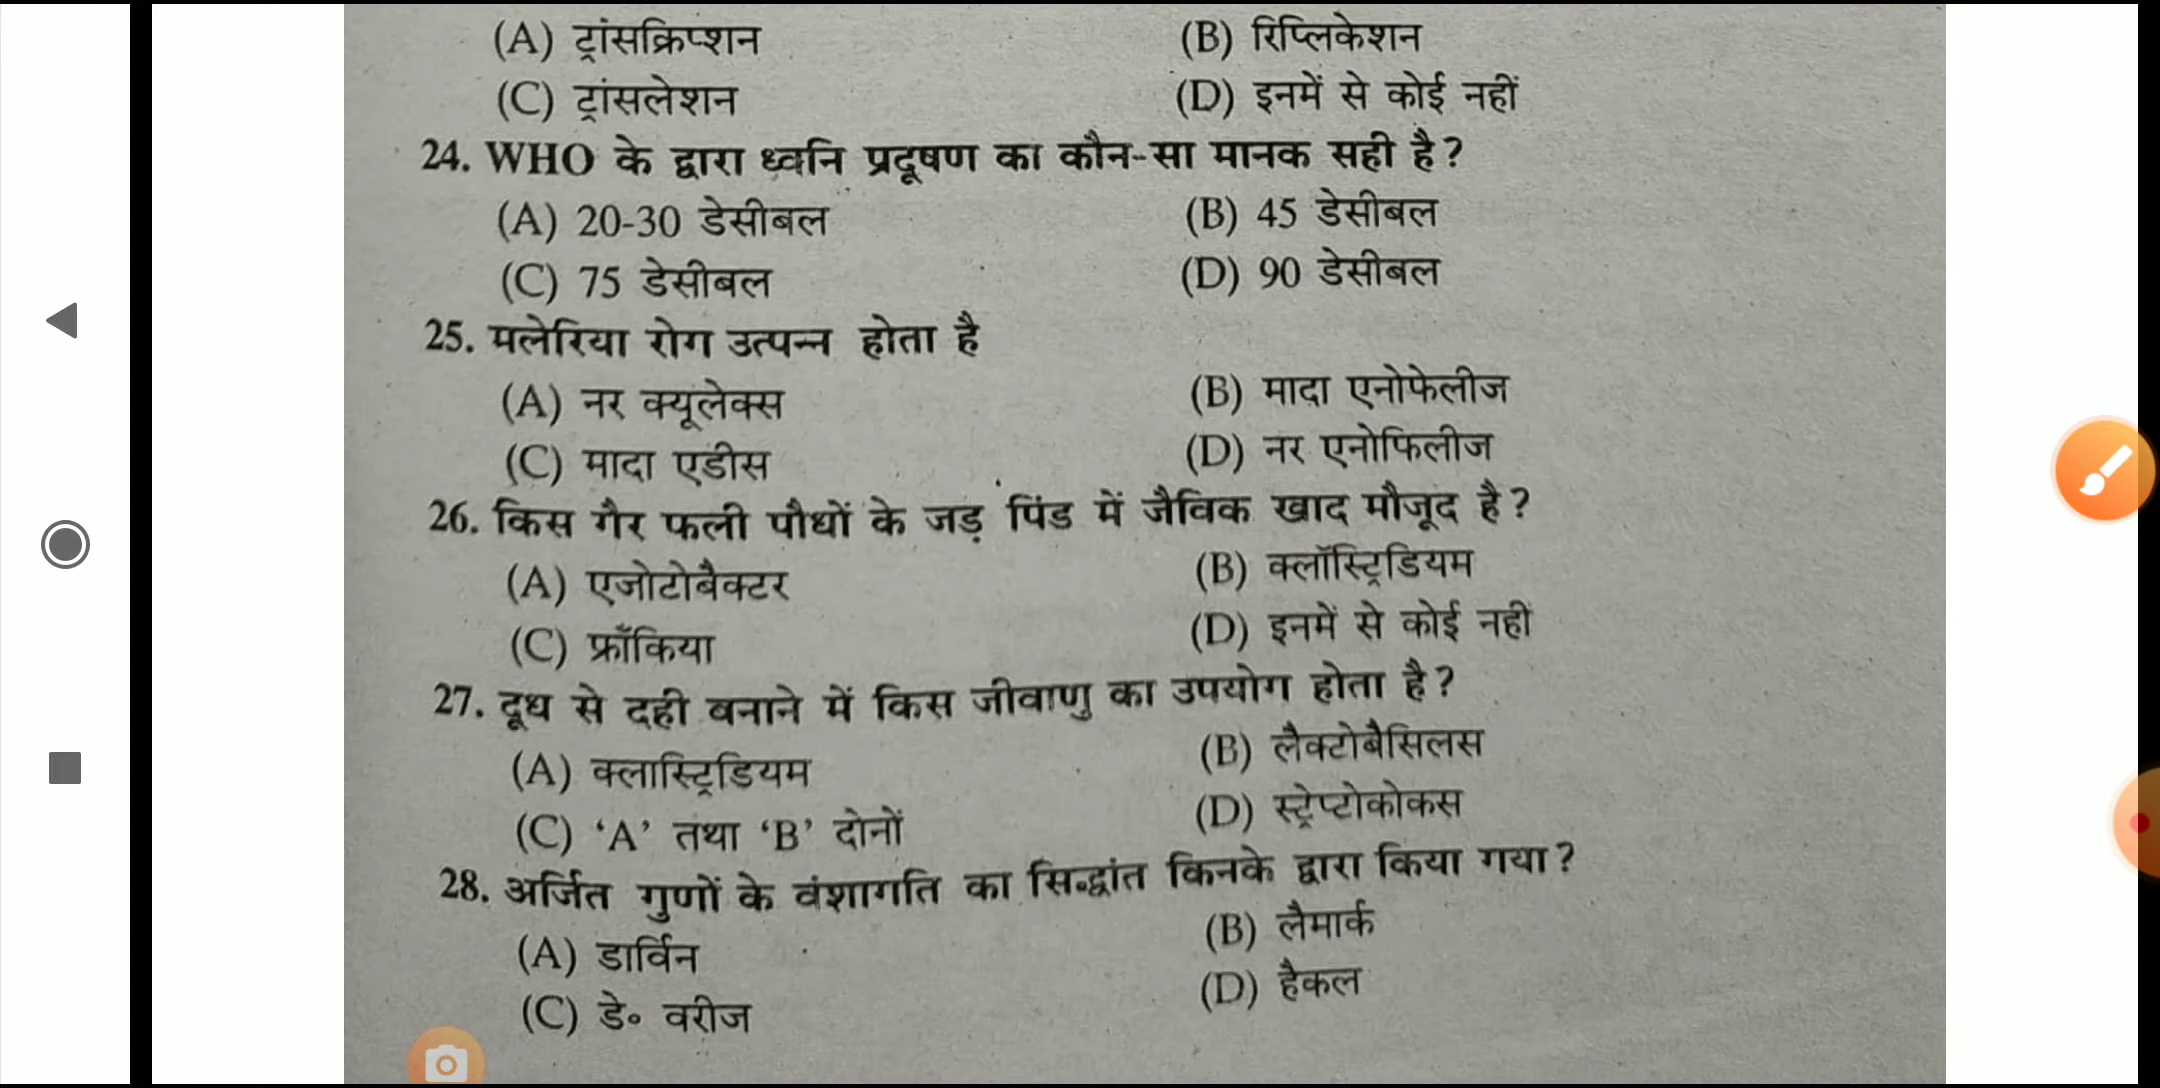 (A) ट्रांसक्रिप्शन (B) रिप्लिकेशन
(C) ट्रांसलेशन (D) इनमें से कोई नहीं
24. WHO के द्वारा ध्वनि प्रदूषण का कौन-सा मानक सही है?
(A) 20-30 डेसीबल (B) 45 डेसीबल
(C) 75 डेसीबल (D) 90 डेसीबल
25. मलेरिया रोग उत्पन्न होता है
(A) नर क्यूलेक्स (B) मादा एनोफेलीज
(C) मादा एडीस (D) नर एनोफिलीज
26. किस गैर फली पौधों के जड़ पिंड में जैविक खाद मौजूद है?
(A) एजोटोबैक्टर (B) क्लॉस्ट्रिडियम
(C) फ्रॉकिया (D) इनमें से कोई नही
27. दूध से दही बनाने में किस जीवाणु का उपयोग होता है?
(A) क्लास्ट्रिडियम (B) लैक्टोबैसिलस
(C) ‘A’ तथा ‘B’ दोनों (D) स्ट्रेप्टोकोकस
28. अर्जित गुणों के वंशागति का सिद्धांत किनके द्वारा किया गया?
(A) डार्विन (B) लैमार्क
(C) डे॰ वरीज (D) हैकल